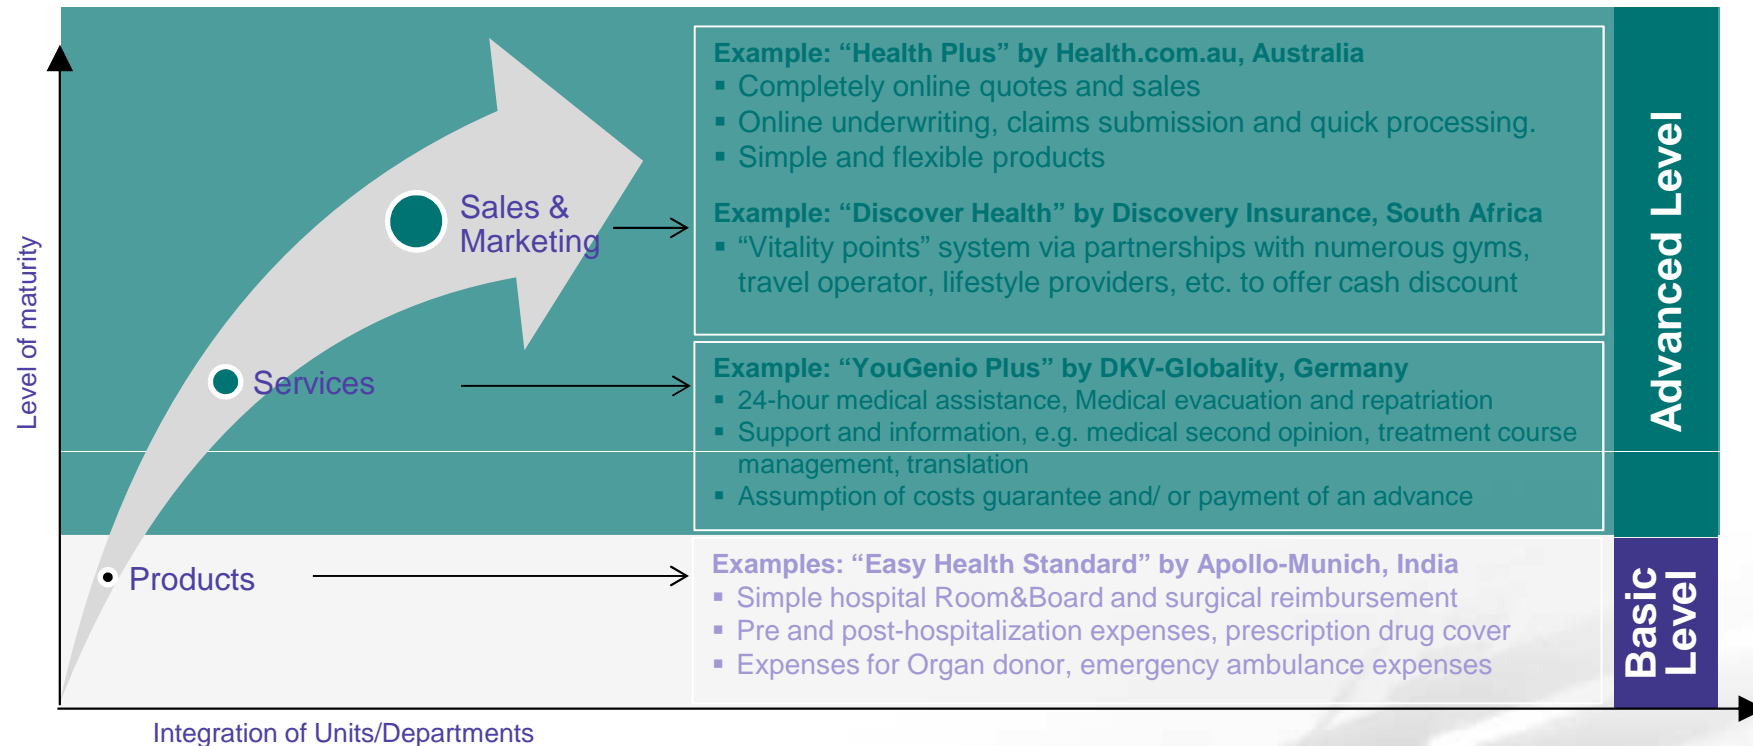 Example: “Health Plus” by Health.com.au, Australia
▪ Completely online quotes and sales
▪ Online underwriting, claims submission and quick processing.
▪ Simple and flexible products
Example: “Discover Health” by Discovery Insurance, South Africa
▪ “Vitality points” system via partnerships with numerous gyms,
travel operator, lifestyle providers, etc. to offer cash discount
Sales &
Marketing
Example: “YouGenio Plus” by DKV-Globality, Germany
▪ 24-hour medical assistance, Medical evacuation and repatriation
▪ Support and information, e.g. medical second opinion, treatment course
management, translation
▪ Assumption of costs guarantee and/ or payment of an advance
Services
Advanced Level
Examples: “Easy Health Standard” by Apollo-Munich, India
▪ Simple hospital Room&Board and surgical reimbursement
▪ Pre and post-hospitalization expenses, prescription drug cover
▪ Expenses for Organ donor, emergency ambulance expenses
Products
Basic
Level
Level of maturity
Integration of Units/Departments